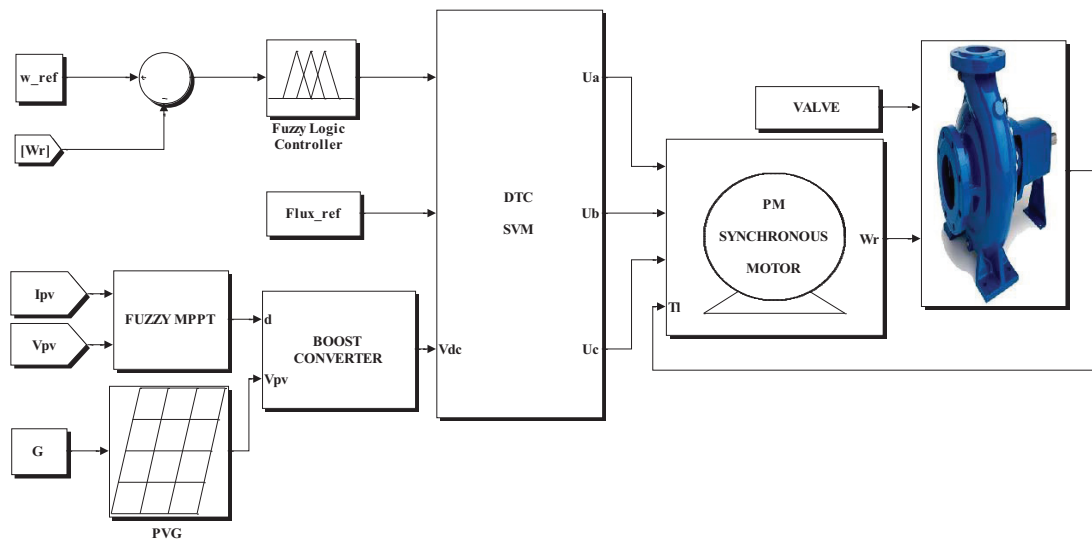 w_ref
[Wr]
Fuzzy Logic
Controller
Flux_ref
Ipv
Vpv
FUZZY MPPT
G
PVG
d
Vpv
BOOST
CONVERTER
Vdc
DTC
SVM
Ua
Ub
Uc
VALVE
PM
SYNCHRONOUS
MOTOR
Tl
Wr